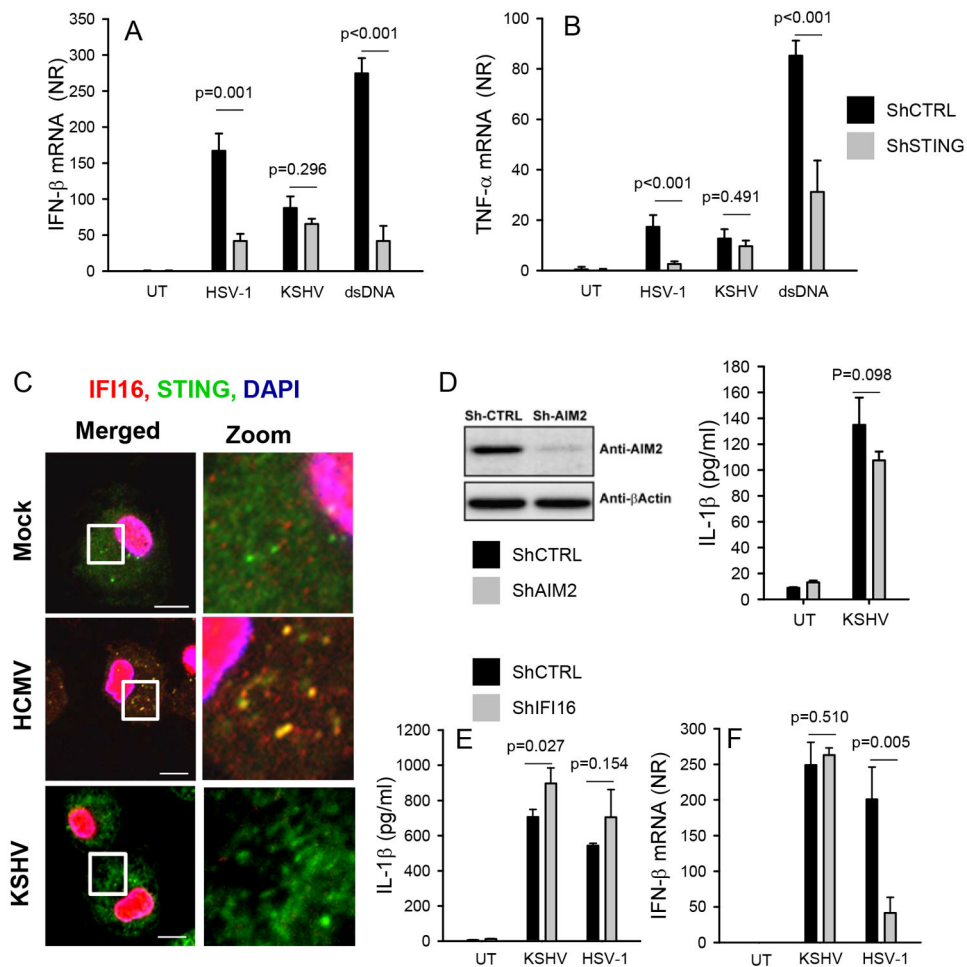 A
IFN-β mRNA (NR)
350
300
250
200
150
100
50
0
p=0.001
p=0.296
p<0.001
UT
HSV-1
KSHV
dsDNA
B
TNF-α mRNA (NR)
100
80
60
40
20
0
p<0.001
p=0.491
p<0.001
UT
HSV-1
KSHV
dsDNA
ShCTRL
ShSTING
C
IFI16, STING, DAPI
Merged
Zoom
Mock
HCMV
KSHV
D
Sh-CTRL Sh-AIM2
Anti-AIM2
Anti-βActin
ShCTRL
ShAIM2
IL-1β (pg/ml)
160
140
120
100
80
60
40
20
0
P=0.098
UT
KSHV
ShCTRL
ShIFI16
E
IL-1β (pg/ml)
1400
1200
1000
800
600
400
200
0
p=0.027
p=0.154
UT
KSHV
HSV-1
F
IFN-β mRNA (NR)
300
250
200
150
100
50
0
p=0.510
p=0.005
UT
KSHV
HSV-1